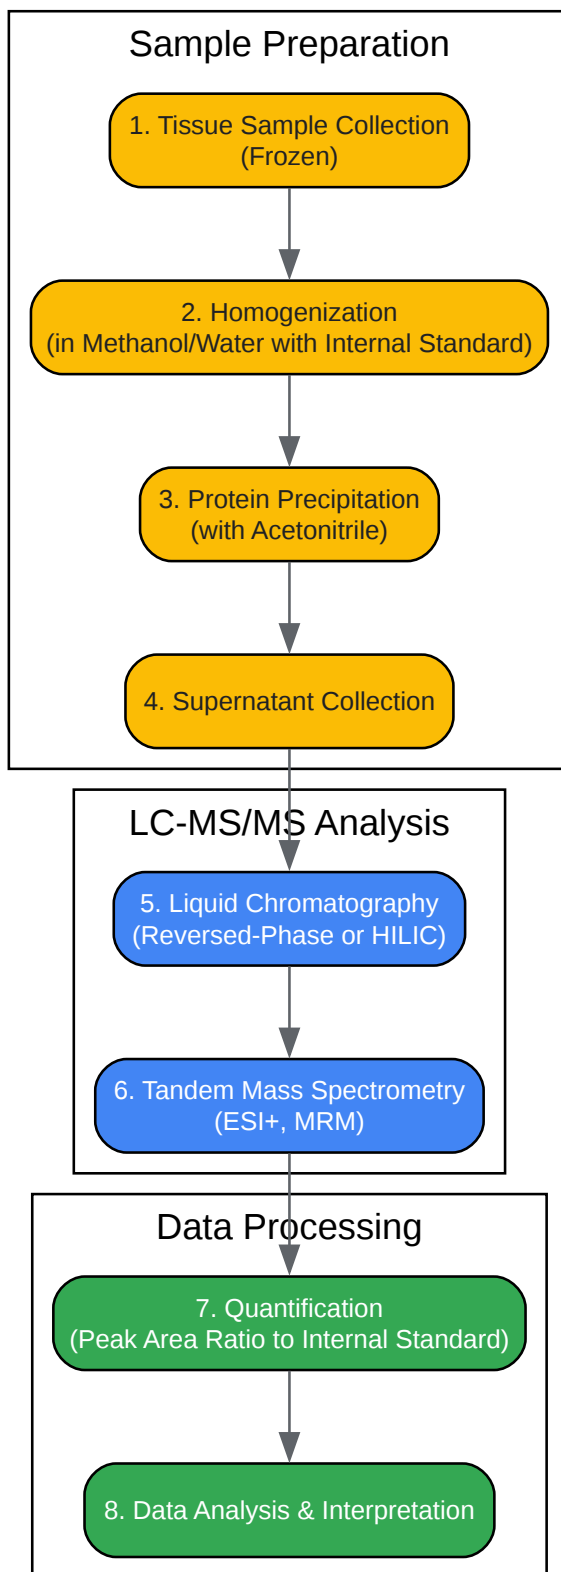 Sample Preparation
1. Tissue Sample Collection
(Frozen)
2. Homogenization
(in Methanol/Water with Internal Standard)
3. Protein Precipitation
(with Acetonitrile)
4. Supernatant Collection
LC-MS/MS Analysis
5. Liquid Chromatography
(Reversed-Phase or HILIC)
6. Tandem Mass Spectrometry
(ESI+, MRM)
Data Processing
7. Quantification
(Peak Area Ratio to Internal Standard)
8. Data Analysis & Interpretation